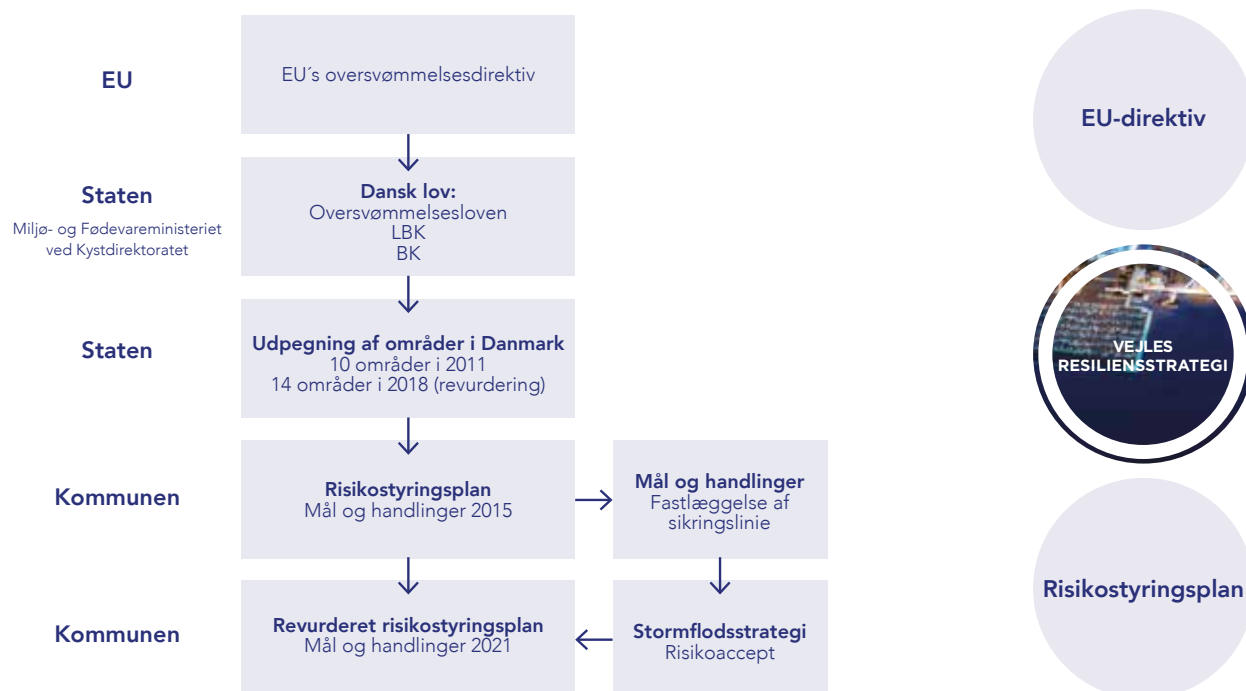 EU
EU´s oversvømmelsesdirektiv
Staten
Miljø- og Fødevareministeriet
ved Kystdirektoratet
Dansk lov:
Oversvømmelsesloven
LBK
BK
Staten
Udpegning af områder i Danmark
10 områder i 2011
14 områder i 2018 (revurdering)
Kommunen
Risikostyringsplan
Mål og handlinger 2015
Mål og handlinger
Fastlæggelse af
sikringslinie
Kommunen
Revurderet risikostyringsplan
Mål og handlinger 2021
Stormflodsstrategi
Risikoaccept
EU-direktiv
VEJLES
RESILIENSSTRATEGI
Risikostyringsplan